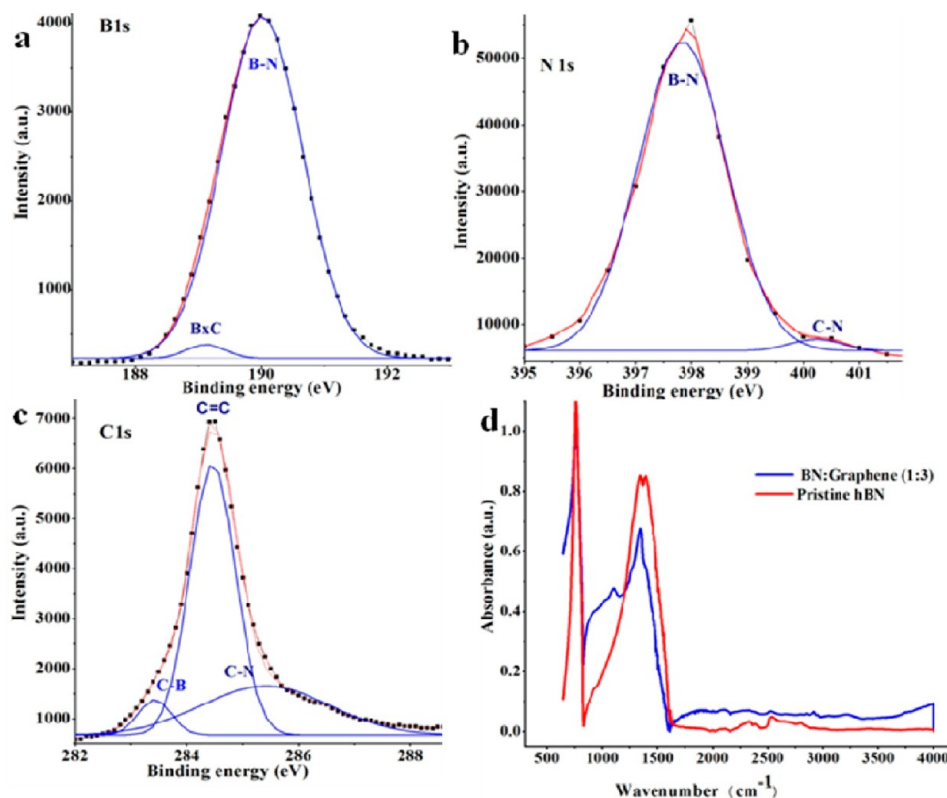 a
B1s
B-N
BxC
Intensity (a.u.)
4000
3000
2000
1000
188
190
192
Binding energy (eV)
b
N 1s
B-N
C-N
Intensity (a.u.)
50000
40000
30000
20000
10000
395
396
397
398
399
400
401
Binding energy (eV)
c
C=C
C1s
C-B
C-N
Intensity (a.u.)
7000
6000
5000
4000
3000
2000
1000
282
284
286
288
Binding energy (eV)
d
BN:Graphene (1:3)
Pristine hBN
Absorbance (a.u.)
1.0
0.8
0.6
0.4
0.2
0.0
500
1000
1500
2000
2500
3000
3500
4000
Wavenumber (cm-1)